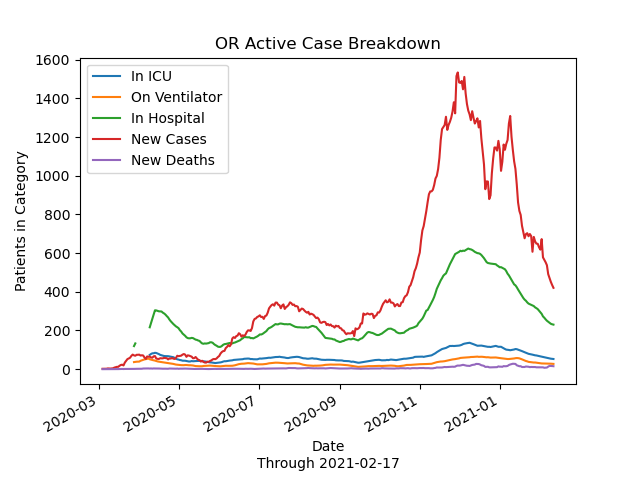 OR Active Case Breakdown
Patients in Category
1600
1400
1200
1000
800
600
400
200
0
In ICU
On Ventilator
In Hospital
New Cases
New Deaths
2020-03
2020-05
2020-07
2020-09
2020-11
2021-01
Date
Through 2021-02-17